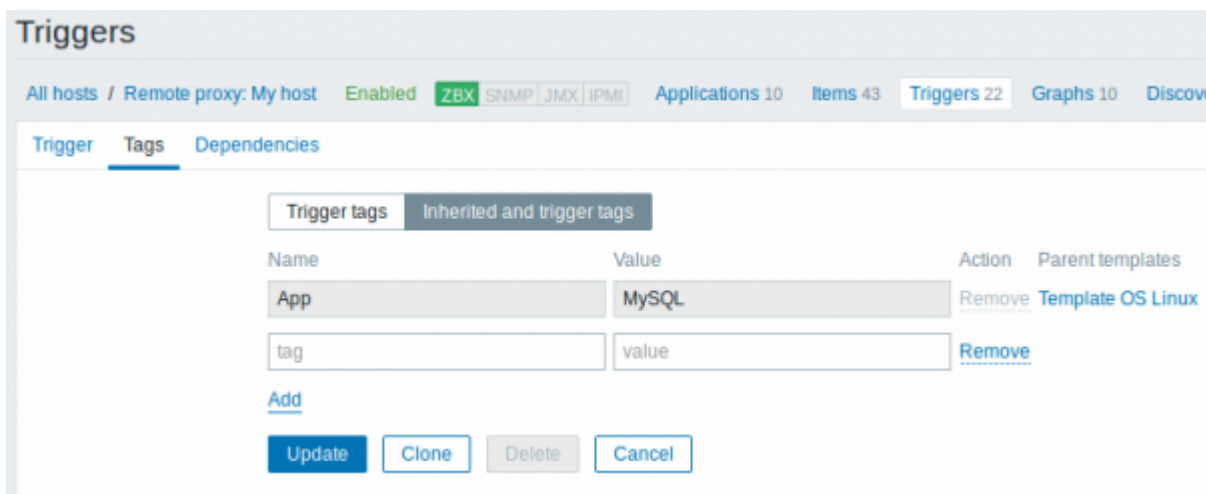 Triggers
All hosts / Remote proxy: My host Enabled ZBX SNMP JMX IPMI Applications 10 Items 43 Triggers 22 Graphs 10 Discov
Trigger Tags Dependencies
Trigger tags Inherited and trigger tags
Name Value Action Parent templates
App MySQL Remove Template OS Linux
tag value Remove
Add
Update Clone Delete Cancel